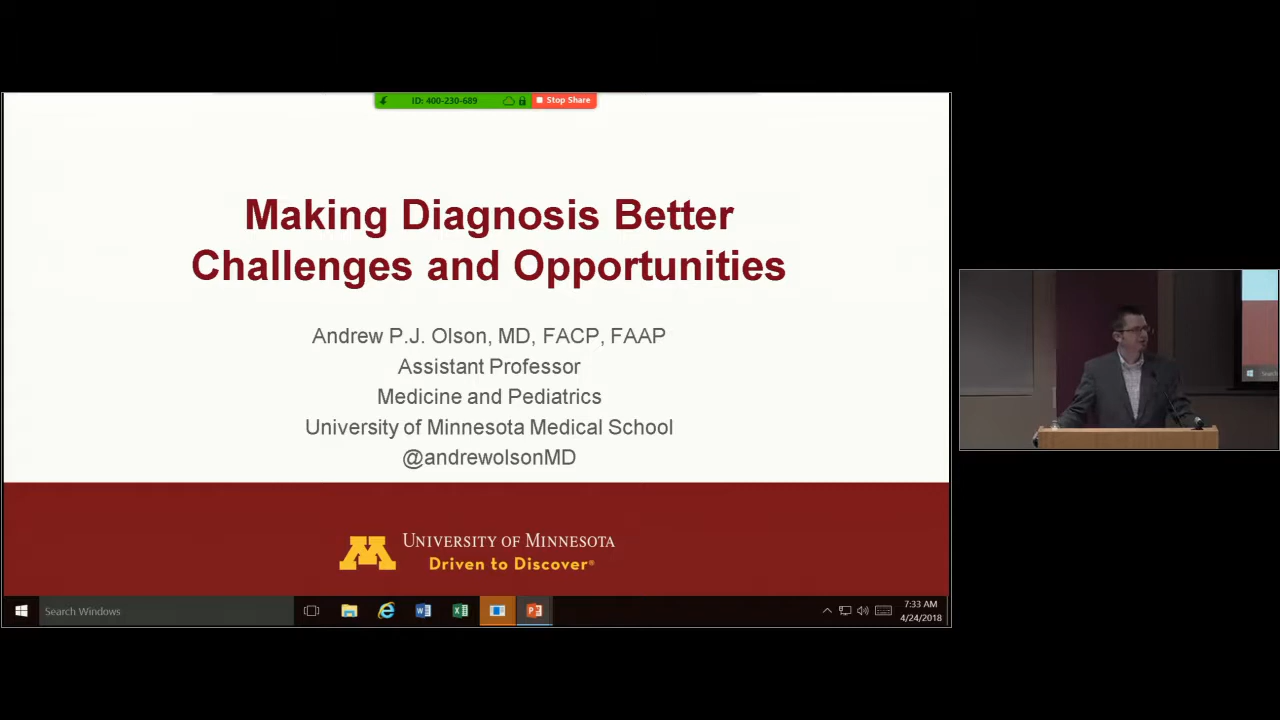 ID: 400-230-689
Stop Share
Making Diagnosis Better
Challenges and Opportunities
Andrew P.J. Olson, MD, FACP, FAAP
Assistant Professor
Medicine and Pediatrics
University of Minnesota Medical School
@andrewolsonMD
M
UNIVERSITY OF MINNESOTA
Driven to Discover®
Search Windows
7:33 AM
4/24/2018